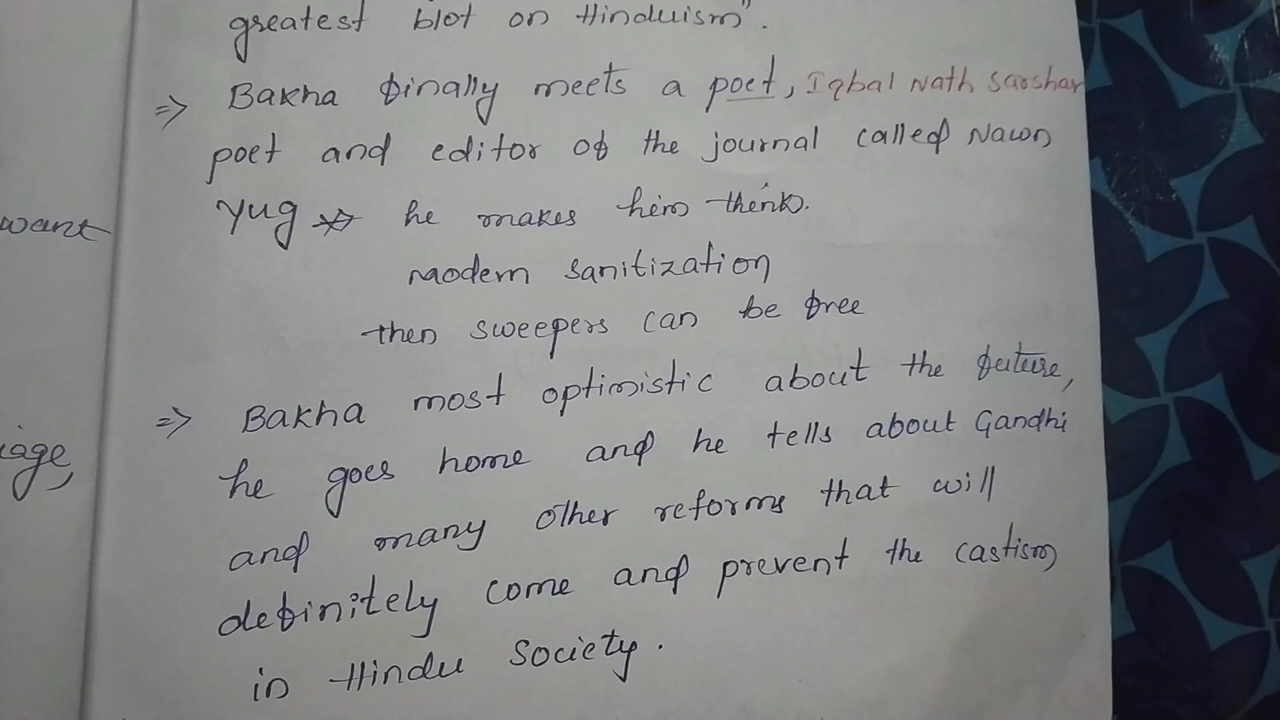 greatest blot on Hinduism".
⇒ Bakha finally meets a poet, Iqbal Nath Sarshar
poet and editor of the journal called Nawn
Yug ⇒ he makes him think.
want
Modern sanitization
then sweepers can be free
⇒ Bakha most optimistic about the future,
he goes home and he tells about Gandhi
iage,
and many other reforms that will
definitely come and prevent the castism
in Hindu Society.